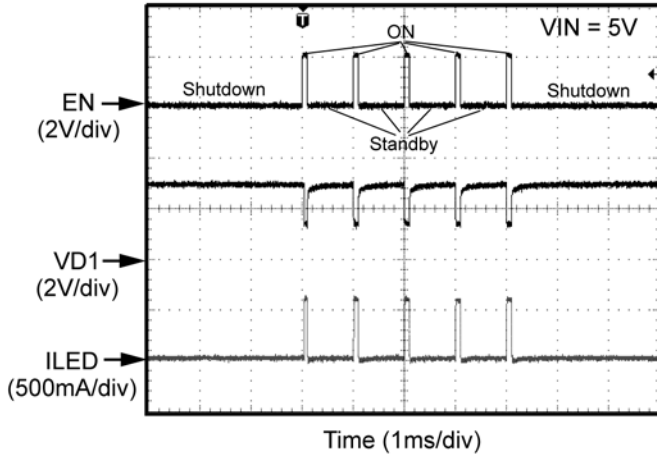 T
ON
VIN = 5V
Shutdown
Shutdown
EN
(2V/div)
Standby
VD1
(2V/div)
ILED
(500mA/div)
Time (1ms/div)